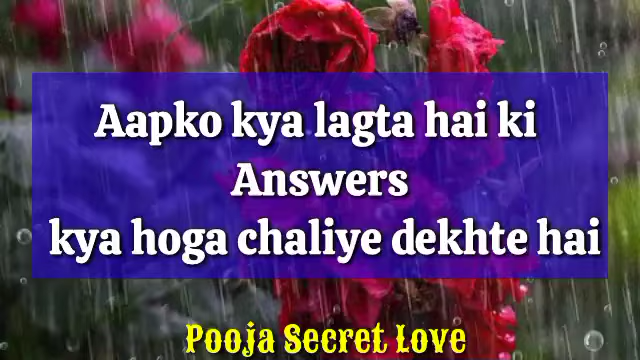 Aapko kya lagta hai ki
Answers
kya hoga chaliye dekhte hai
Pooja Secret Love